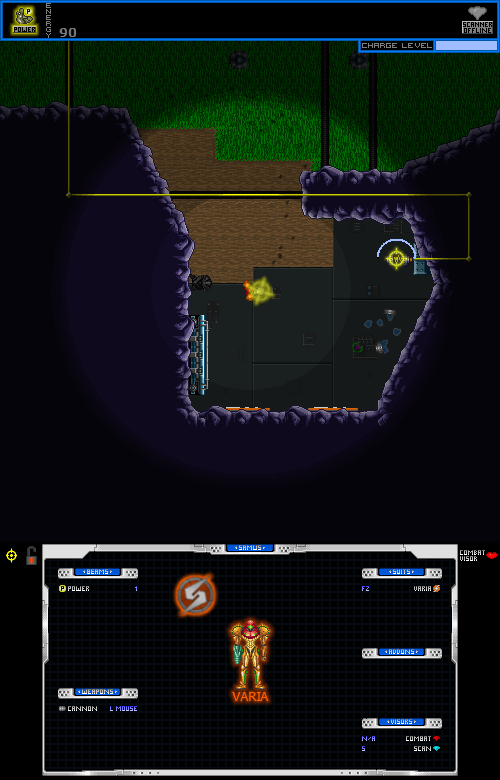 P
POWER
ENERGY
90
SCANNER
OFFLINE
CHARGE LEVEL
SAMUS
COMBAT
VISOR
BEAMS
P POWER 1
SUITS
F2 VARIA
VARIA
ADDONS
WEAPONS
CANNON L MOUSE
VISORS
N/A COMBAT
S SCAN